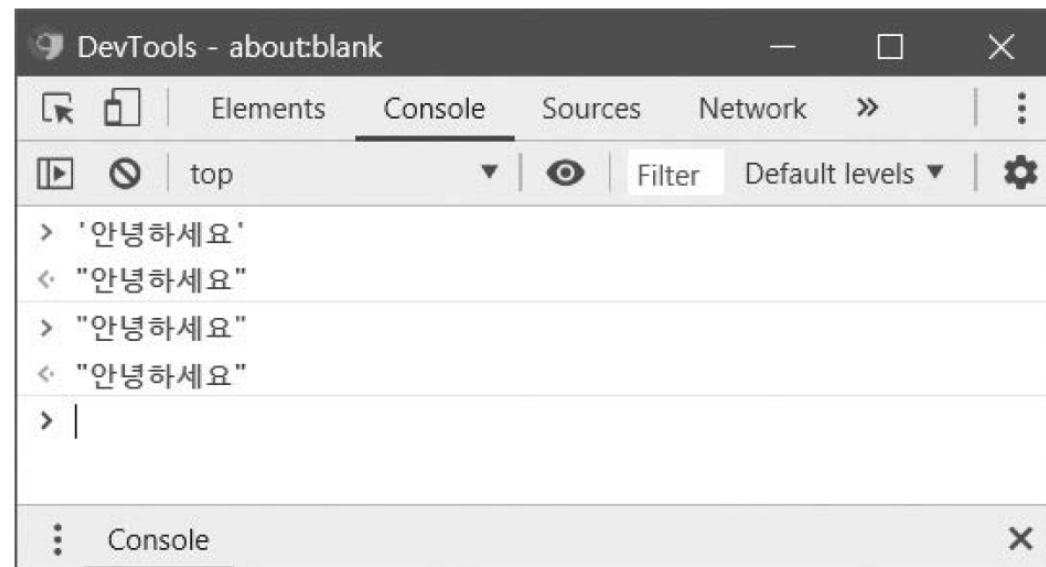 DevTools - about:blank
Elements Console Sources Network »
top ▼ Filter Default levels ▼
> '안녕하세요'
<· "안녕하세요"
> "안녕하세요"
<· "안녕하세요"
>
Console